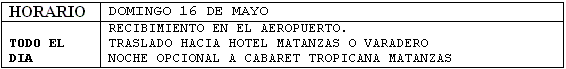 HORARIO DOMINGO 16 DE MAYO
RECIBIMIENTO EN EL AEROPUERTO.
TODO EL TRASLADO HACIA HOTEL MATANZAS O VARADERO
DIA NOCHE OPCIONAL A CABARET TROPICANA MATANZAS